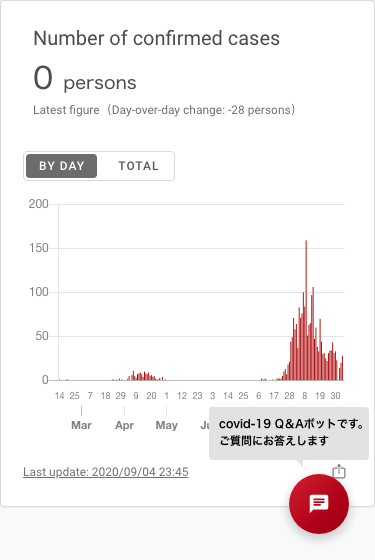 Number of confirmed cases
0 persons
Latest figure（Day-over-day change: -28 persons）
BY DAY TOTAL
200
150
100
50
0
14 25 7 18 28 9 20 1 12 23 3 14 25 6 17 28 8 19 30
Mar Apr May
covid-19 Q&Aボットです。
ご質問にお答えします
Last update: 2020/09/04 23:45